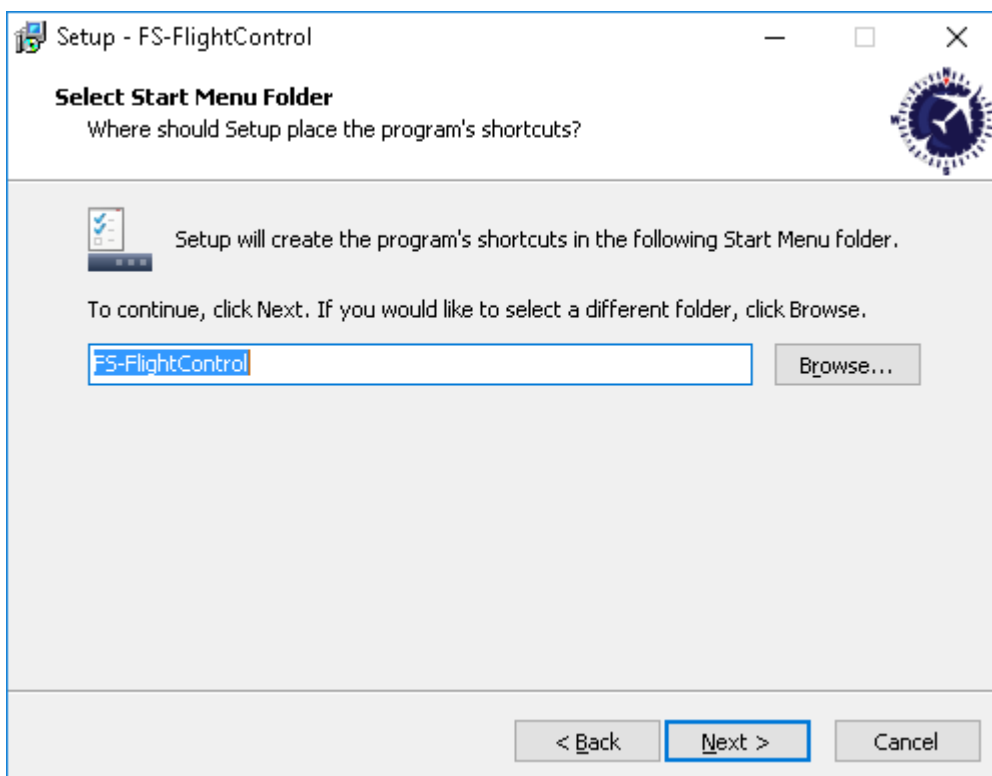 Setup - FS-FlightControl
Select Start Menu Folder
Where should Setup place the program's shortcuts?
N
W
S
Setup will create the program's shortcuts in the following Start Menu folder.
To continue, click Next. If you would like to select a different folder, click Browse.
FS-FlightControl
Browse...
< Back
Next >
Cancel